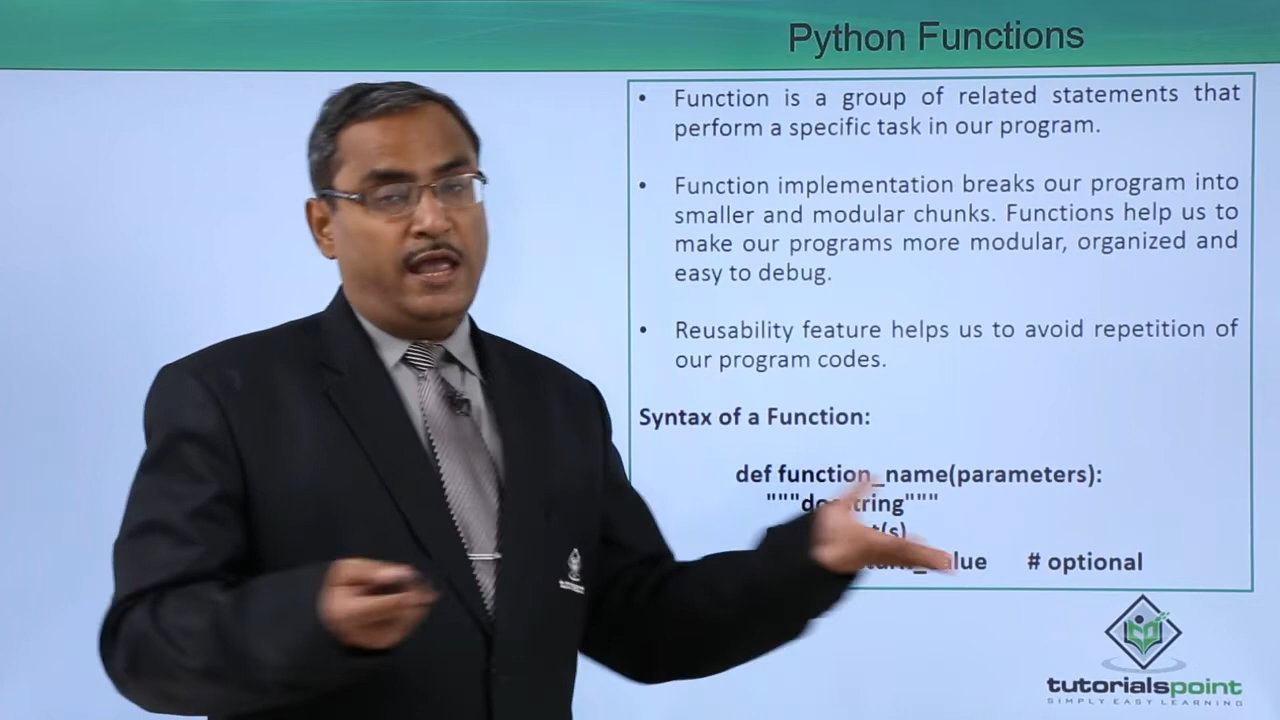 Python Functions
• Function is a group of related statements that
perform a specific task in our program.
• Function implementation breaks our program into
smaller and modular chunks. Functions help us to
make our programs more modular, organized and
easy to debug.
• Reusability feature helps us to avoid repetition of
our program codes.
Syntax of a Function:
def function_name(parameters):
"""docstring"""
# optional
tutorialspoint
SIMPLY EASY LEARNING